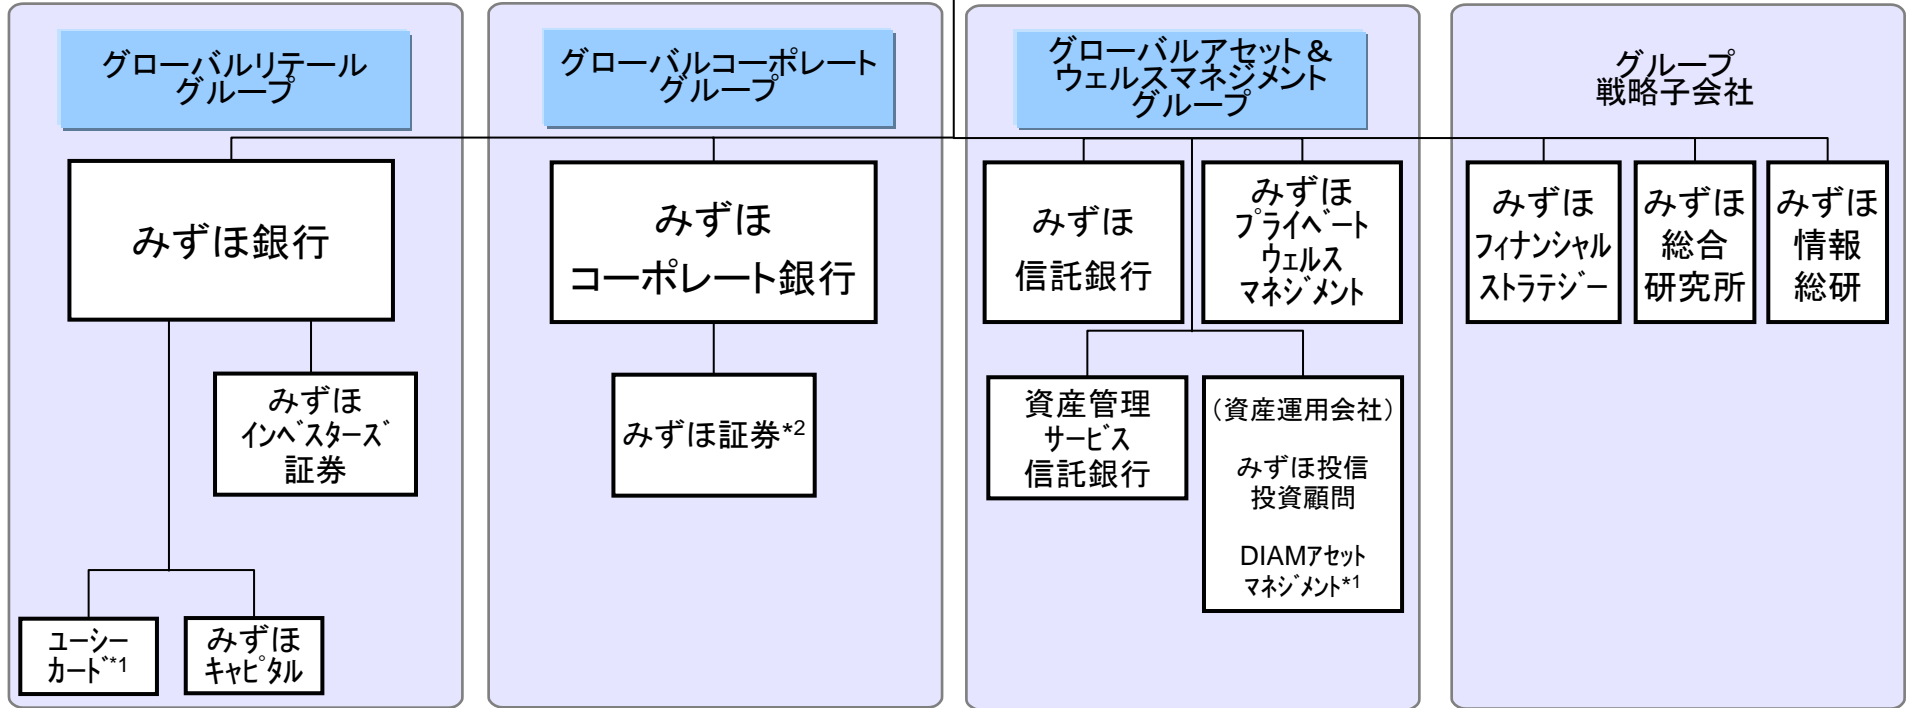 グローバルリテール
グループ
みずほ銀行
みずほ
インベスターズ
証券
ユーシー
カード*1
みずほ
キャピタル
グローバルコーポレート
グループ
みずほ
コーポレート銀行
みずほ証券*2
グローバルアセット&
ウェルスマネジメント
グループ
みずほ
信託銀行
みずほ
プライベート
ウェルス
マネジメント
資産管理
サービス
信託銀行
(資産運用会社)
みずほ投信
投資顧問
DIAMアセット
マネジメント*1
グループ
戦略子会社
みずほ
フィナンシャル
ストラテジー
みずほ
総合
研究所
みずほ
情報
総研